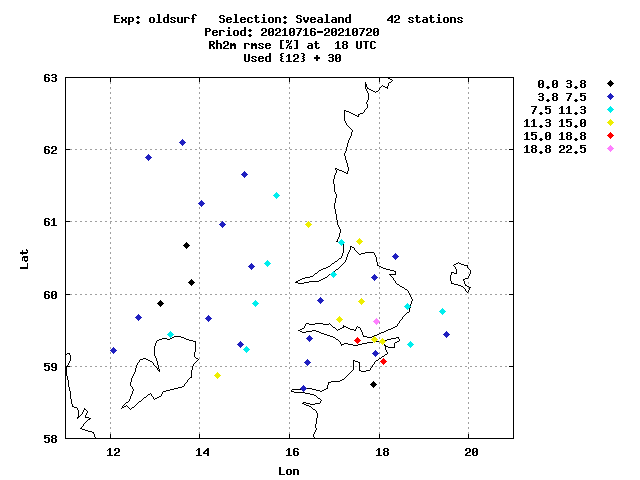 Exp: oldsurf   Selection: Svealand     42 stations
Period: 20210716-20210720
Rh2m rmse [%] at  18 UTC
Used {12} + 30
63
62
61
60
59
58
Lat
12
14
16
18
20
Lon
0.0 3.8
3.8 7.5
7.5 11.3
11.3 15.0
15.0 18.8
18.8 22.5